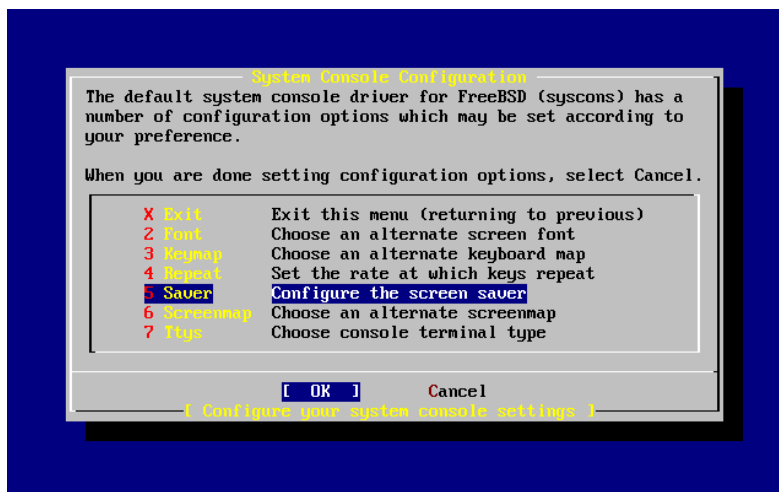 System Console Configuration
The default system console driver for FreeBSD (syscons) has a
number of configuration options which may be set according to
your preference.
When you are done setting configuration options, select Cancel.
X Exit Exit this menu (returning to previous)
2 Font Choose an alternate screen font
3 Keymap Choose an alternate keyboard map
4 Repeat Set the rate at which keys repeat
5 Saver Configure the screen saver
6 Screenmap Choose an alternate screenmap
7 Ttys Choose console terminal type
[ OK ] Cancel
[ Configure your system console settings ]